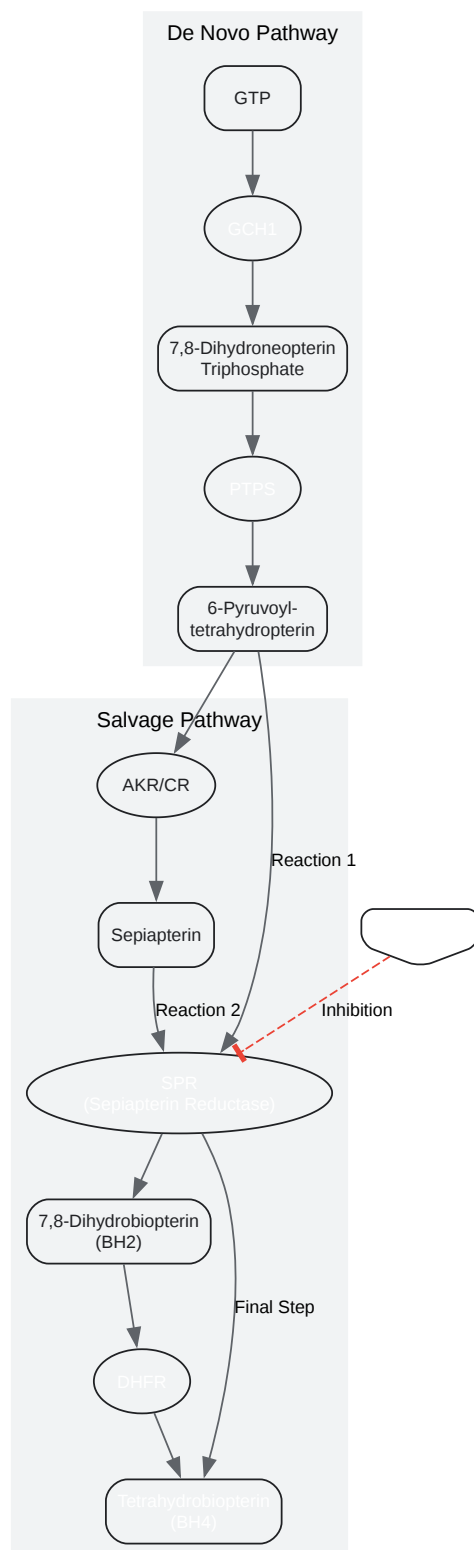 De Novo Pathway
GTP
GCH1
7,8-Dihydroneopterin
Triphosphate
PTPS
6-Pyruvoyl-
tetrahydropterin
Salvage Pathway
AKR/CR
Reaction 1
Sepiapterin
Reaction 2
Inhibition
SPR
(Sepiapterin Reductase)
7,8-Dihydrobiopterin
(BH2)
Final Step
DHFR
Tetrahydrobiopterin
(BH4)